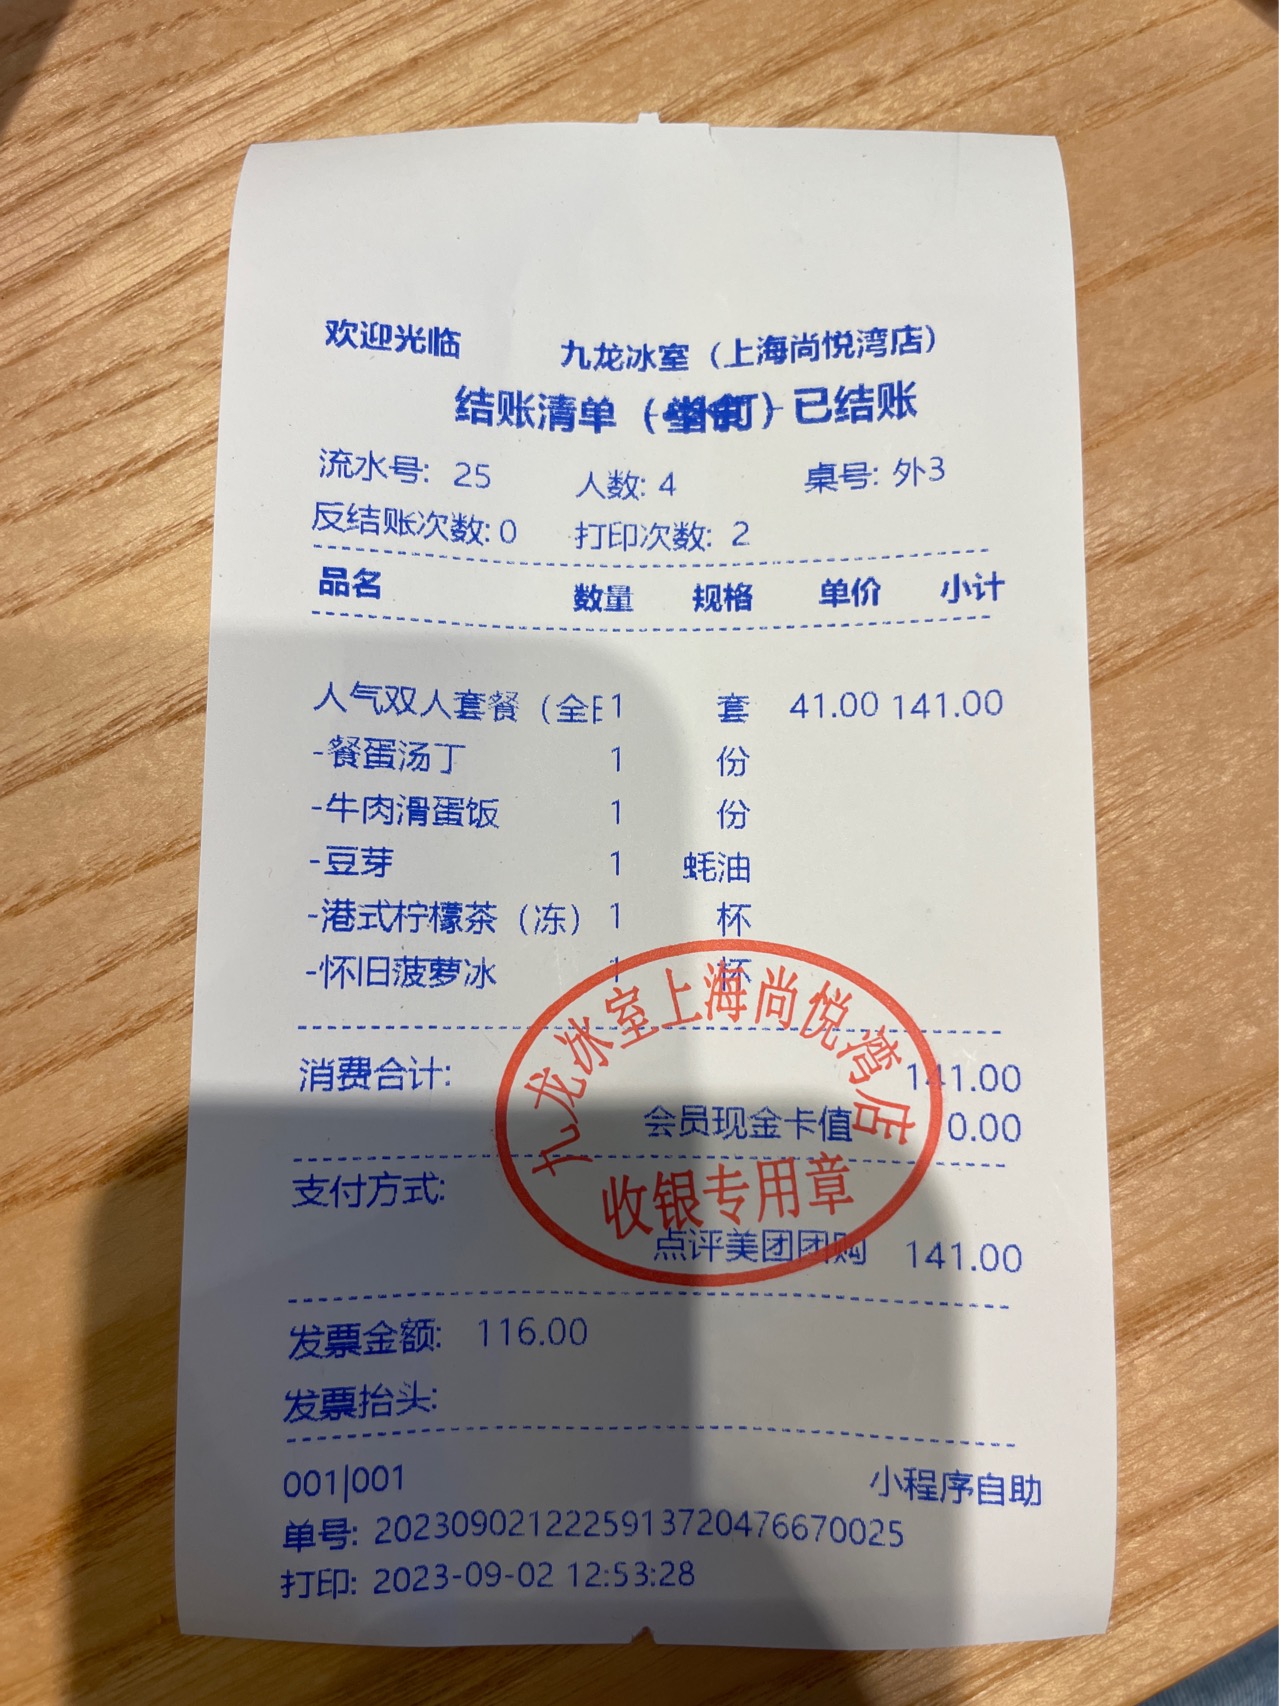 欢迎光临 九龙冰室（上海尚悦湾店）
结账清单（ ）已结账
流水号: 25 人数: 4 桌号: 外3
反结账次数: 0 打印次数: 2
品名 数量 规格 单价 小计
人气双人套餐（全日 1 套 41.00 141.00
-餐蛋汤丁 1 份
-牛肉滑蛋饭 1 份
-豆芽 1 蚝油
-港式柠檬茶（冻） 1 杯
-怀旧菠萝冰 1 杯
消费合计: 141.00
会员现金卡值 0.00
支付方式:
点评美团团购 141.00
九龙冰室上海尚悦湾店
收银专用章
发票金额: 116.00
发票抬头:
001|001 小程序自助
单号: 2023090212225913720476670025
打印: 2023-09-02 12:53:28